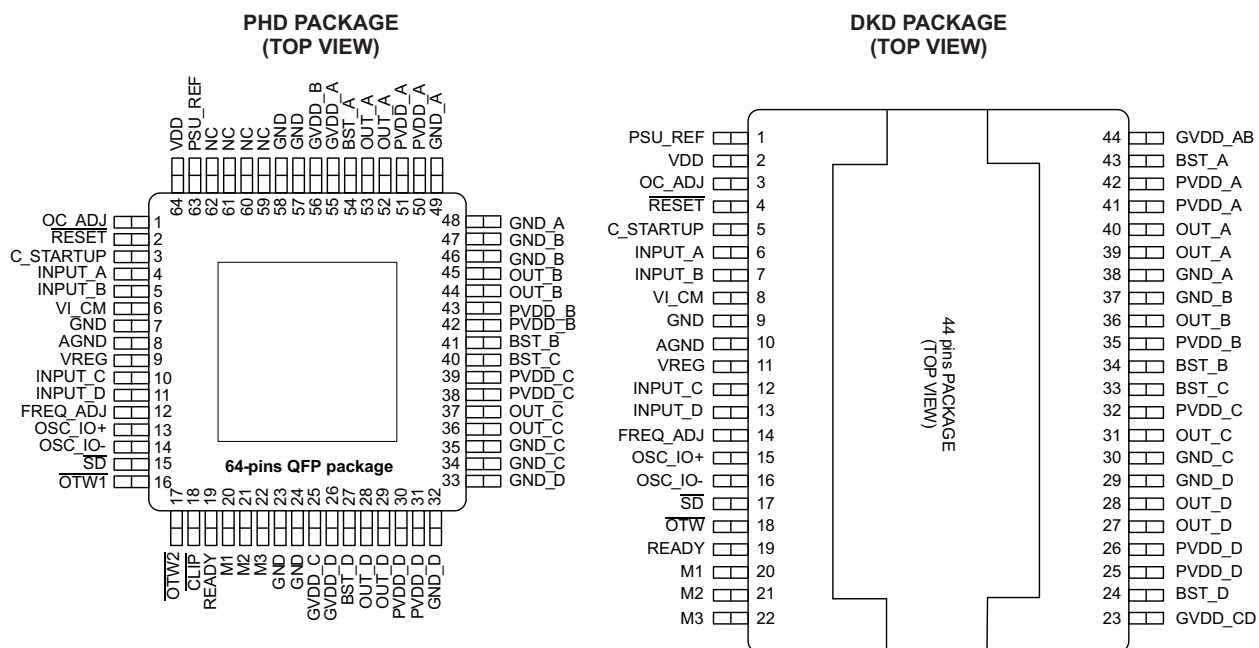 PHD PACKAGE
(TOP VIEW)
64 VDD
63 PSU_REF
62 NC
61 NC
60 NC
59 NC
58 GND
57 GND
56 GVDD_B
55 GVDD_A
54 BST_A
53 OUT_A
52 OUT_A
51 PVDD_A
50 PVDD_A
49 GND_A
OC_ADJ 1
RESET 2
C_STARTUP 3
INPUT_A 4
INPUT_B 5
VI_CM 6
GND 7
AGND 8
VREG 9
INPUT_C 10
INPUT_D 11
FREQ_ADJ 12
OSC_IO+ 13
OSC_IO- 14
SD 15
OTW1 16
48 GND_A
47 GND_B
46 GND_B
45 OUT_B
44 OUT_B
43 PVDD_B
42 PVDD_B
41 BST_B
40 BST_C
39 PVDD_C
38 PVDD_C
37 OUT_C
36 OUT_C
35 GND_C
34 GND_C
33 GND_D
64-pins QFP package
17 OTW2
18 CLIP
19 READY
20 M1
21 M2
22 M3
23 GND
24 GND
25 GVDD_C
26 GVDD_D
27 BST_D
28 OUT_D
29 OUT_D
30 PVDD_D
31 PVDD_D
32 GND_D
DKD PACKAGE
(TOP VIEW)
PSU_REF 1
VDD 2
OC_ADJ 3
RESET 4
C_STARTUP 5
INPUT_A 6
INPUT_B 7
VI_CM 8
GND 9
AGND 10
VREG 11
INPUT_C 12
INPUT_D 13
FREQ_ADJ 14
OSC_IO+ 15
OSC_IO- 16
SD 17
OTW 18
READY 19
M1 20
M2 21
M3 22
44 pins PACKAGE
(TOP VIEW)
44 GVDD_AB
43 BST_A
42 PVDD_A
41 PVDD_A
40 OUT_A
39 OUT_A
38 GND_A
37 GND_B
36 OUT_B
35 PVDD_B
34 BST_B
33 BST_C
32 PVDD_C
31 OUT_C
30 GND_C
29 GND_D
28 OUT_D
27 OUT_D
26 PVDD_D
25 PVDD_D
24 BST_D
23 GVDD_CD